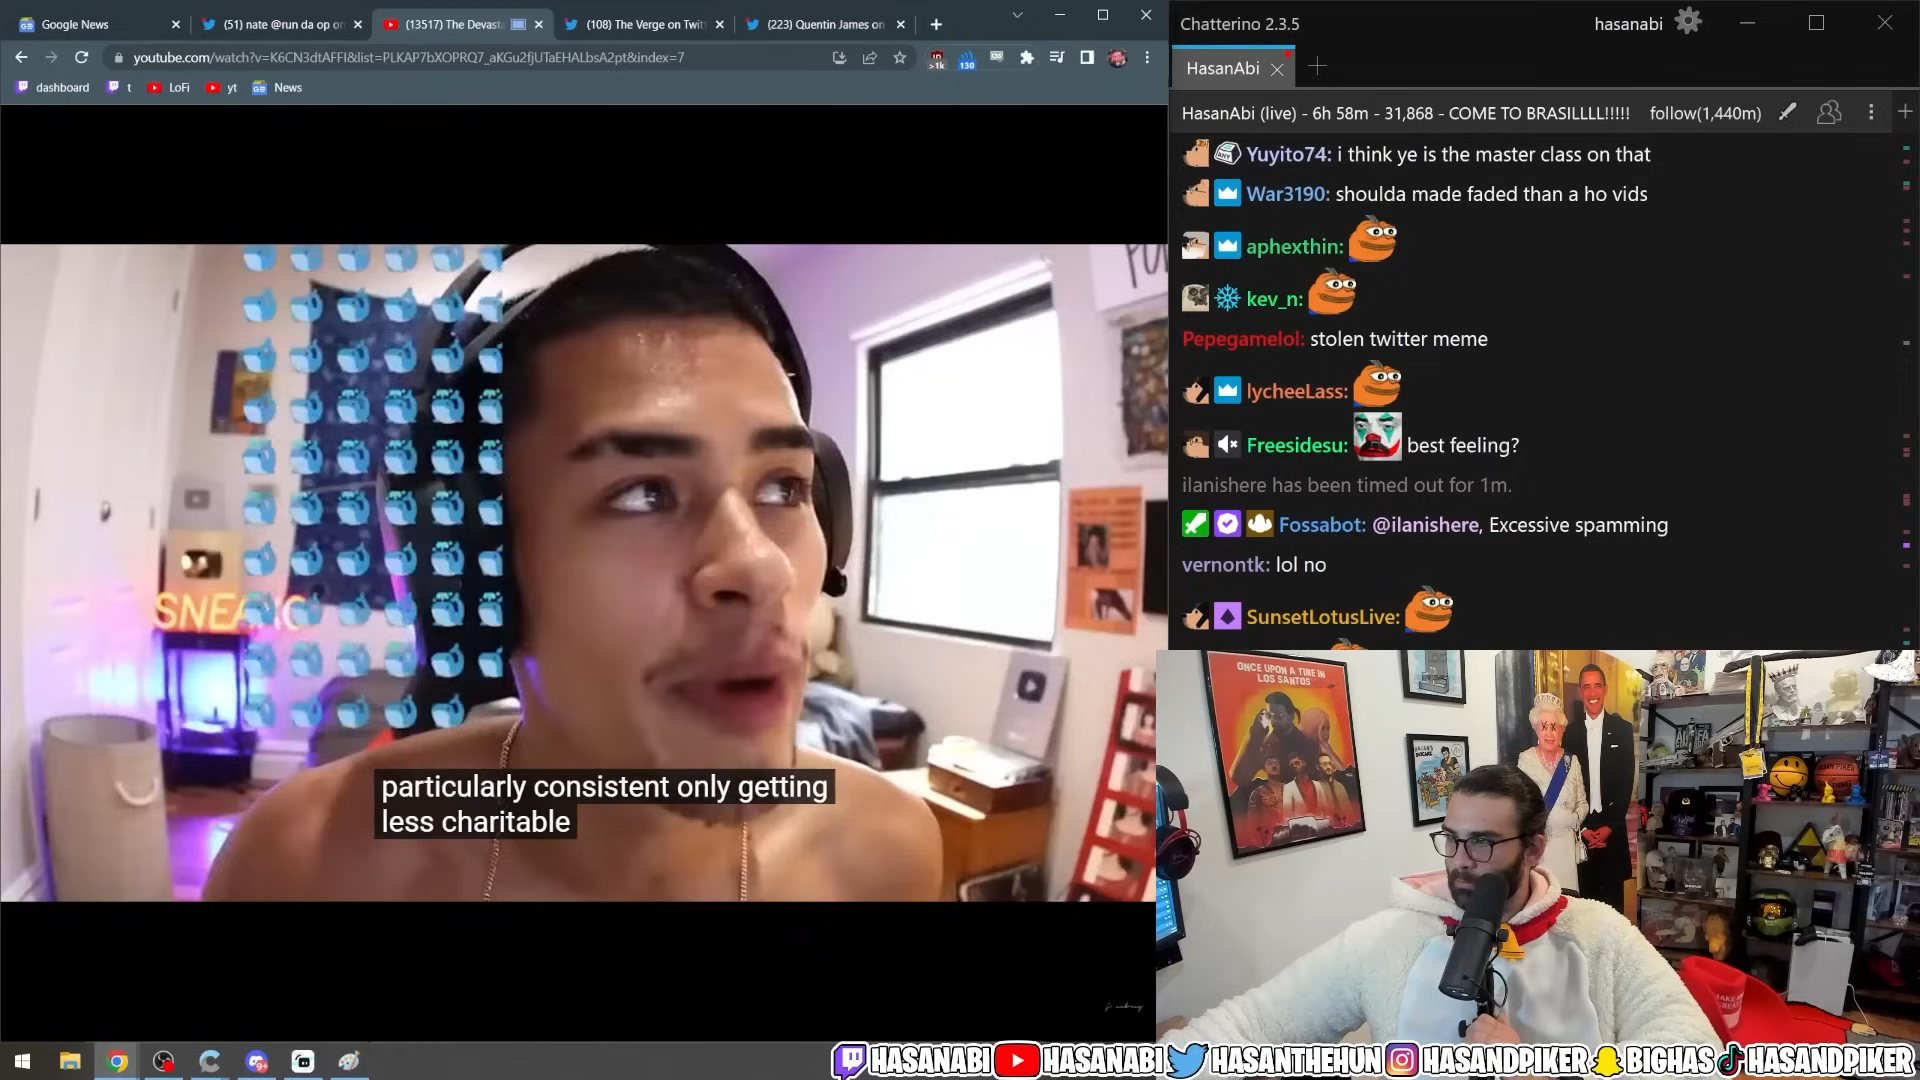 Google News
(51) nate @run da op on
(13517) The Devasta
(108) The Verge on Twit
(223) Quentin James on
youtube.com/watch?v=K6CN3dtAFFI&list=PLKAP7bXOPRQ7_aKGu2fjUTaEHALbsA2pt&index=7
>1k
130
dashboard
t
LoFi
yt
News
SNEAKO
particularly consistent only getting
less charitable
Chatterino 2.3.5
hasanabi
HasanAbi
HasanAbi (live) - 6h 58m - 31,868 - COME TO BRASILLLL!!!!!
follow(1,440m)
Yuyito74: i think ye is the master class on that
War3190: shoulda made faded than a ho vids
aphexthin:
kev_n:
Pepegamelol: stolen twitter meme
lycheeLass:
Freesidesu: best feeling?
ilanishere has been timed out for 1m.
Fossabot: @ilanishere, Excessive spamming
vernontk: lol no
SunsetLotusLive:
ONCE UPON A TIME IN
LOS SANTOS
HASANABI
HASANABI
HASANTHEHUN
HASANDPIKER
BIGHAS
HASANDPIKER